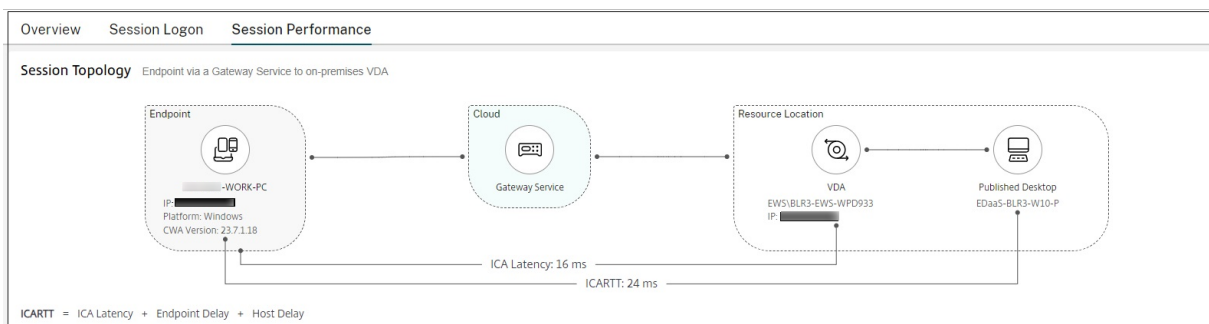 Overview Session Logon Session Performance
Session Topology Endpoint via a Gateway Service to on-premises VDA
Endpoint
-WORK-PC
IP:
Platform: Windows
CWA Version: 23.7.1.18
Cloud
Gateway Service
Resource Location
VDA
EWS\BLR3-EWS-WPD933
IP:
Published Desktop
EDaaS-BLR3-W10-P
ICA Latency: 16 ms
ICARTT: 24 ms
ICARTT = ICA Latency + Endpoint Delay + Host Delay